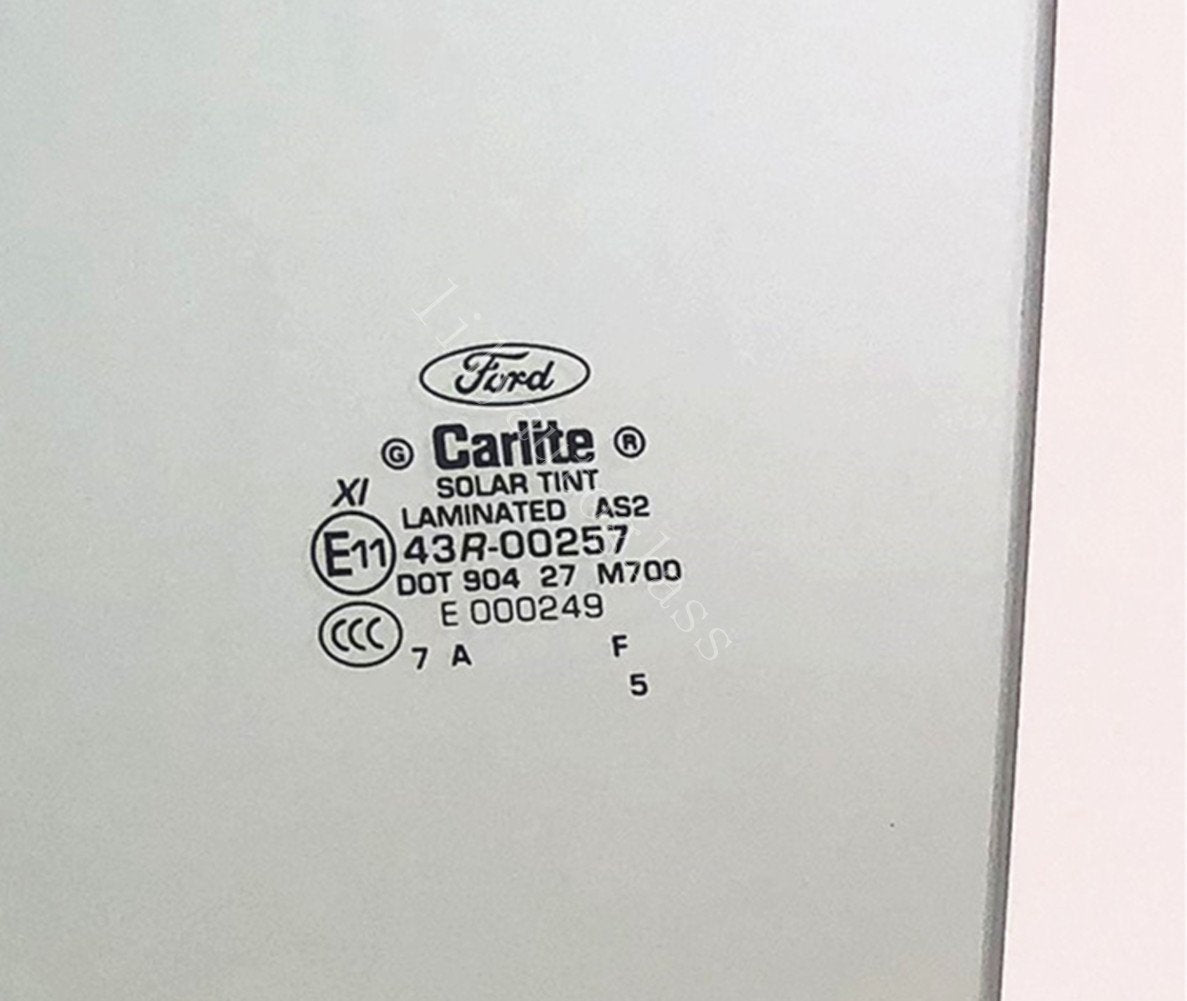 Ford
G Carlite ®
SOLAR TINT
XI
LAMINATED AS2
E11 43R-00257
DOT 904 27 M700
E 000249
CCC
7 A F
5